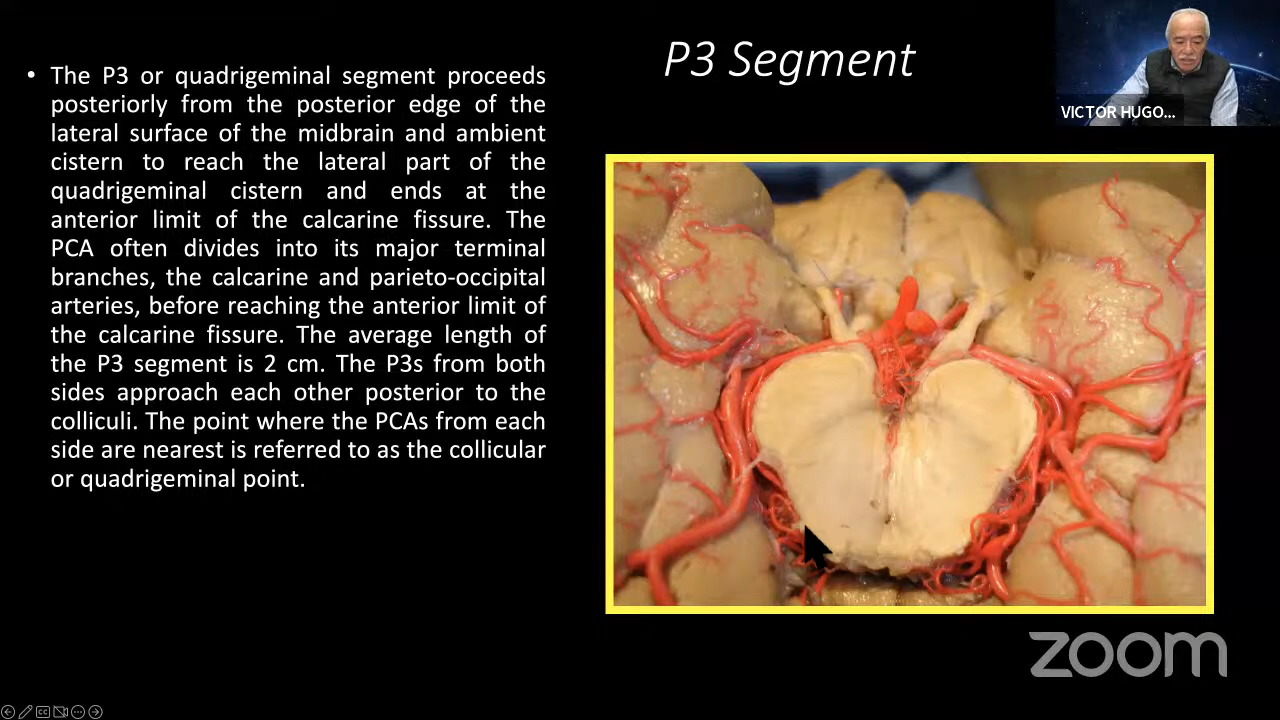 P3 Segment
VICTOR HUGO...
• The P3 or quadrigeminal segment proceeds
posteriorly from the posterior edge of the
lateral surface of the midbrain and ambient
cistern to reach the lateral part of the
quadrigeminal cistern and ends at the
anterior limit of the calcarine fissure. The
PCA often divides into its major terminal
branches, the calcarine and parieto-occipital
arteries, before reaching the anterior limit of
the calcarine fissure. The average length of
the P3 segment is 2 cm. The P3s from both
sides approach each other posterior to the
colliculi. The point where the PCAs from each
side are nearest is referred to as the collicular
or quadrigeminal point.
zoom